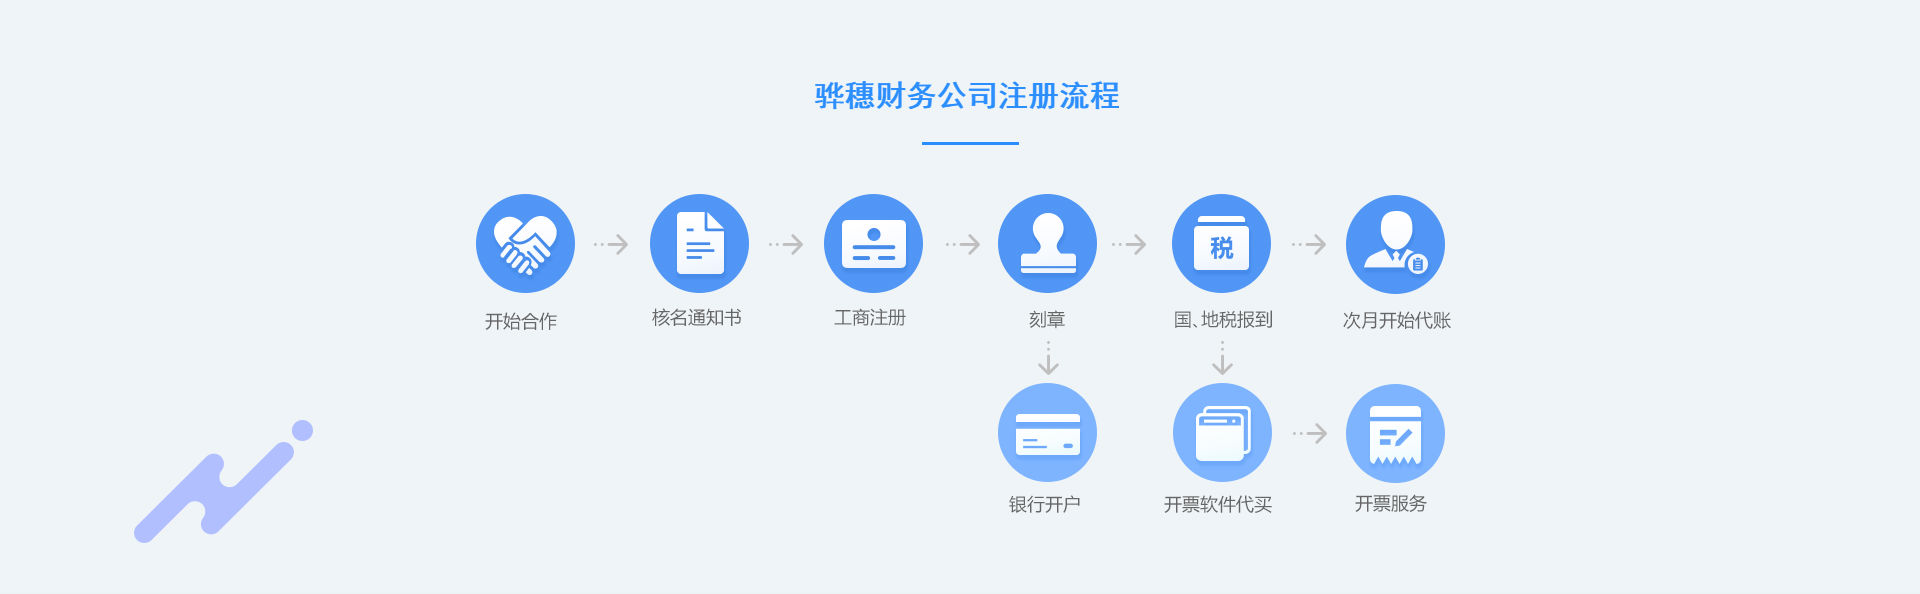 骅穗财务公司注册流程
税
开始合作
核名通知书
工商注册
刻章
国、地税报到
次月开始代账
银行开户
开票软件代买
开票服务